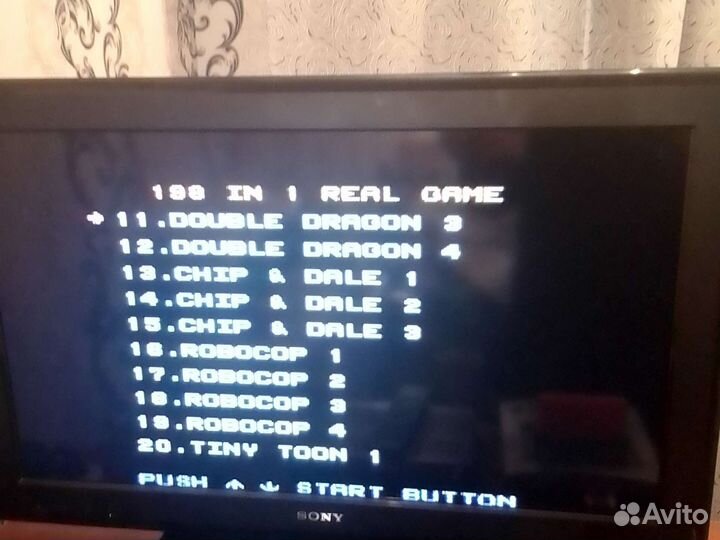 198 IN 1 REAL GAME
11.DOUBLE DRAGON 3
12.DOUBLE DRAGON 4
13.CHIP & DALE 1
14.CHIP & DALE 2
15.CHIP & DALE 3
16.ROBOCOP 1
17.ROBOCOP 2
18.ROBOCOP 3
19.ROBOCOP 4
20.TINY TOON 1
PUSH ↑ ↓ START BUTTON
SONY
Avito